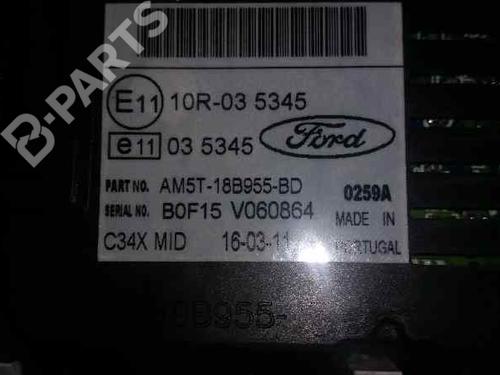 E11 10R-03 5345
e11 03 5345
Ford
PART NO. AM5T-18B955-BD 0259A
SERIAL NO. B0F15 V060864 MADE IN
C34X MID 16-03-11 PORTUGAL
B955-
B-PARTS